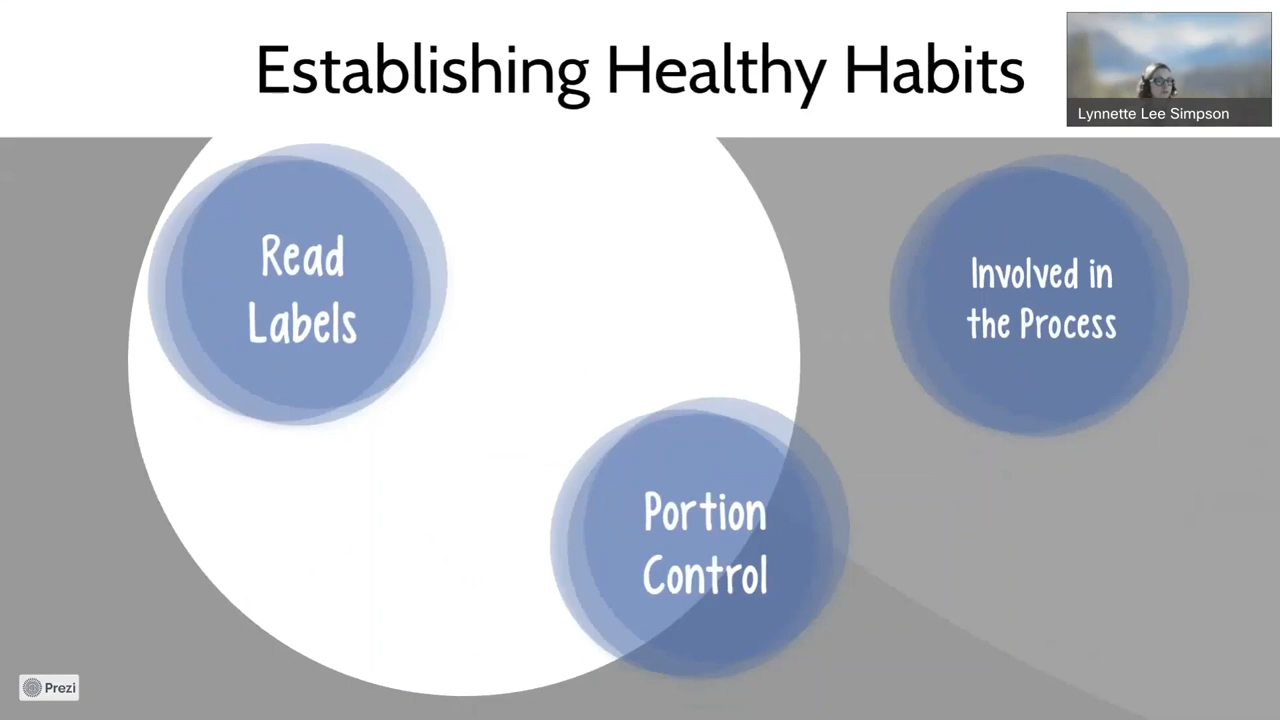 Establishing Healthy Habits
Lynnette Lee Simpson
Read
Labels
Involved in
the Process
Portion
Control
Prezi